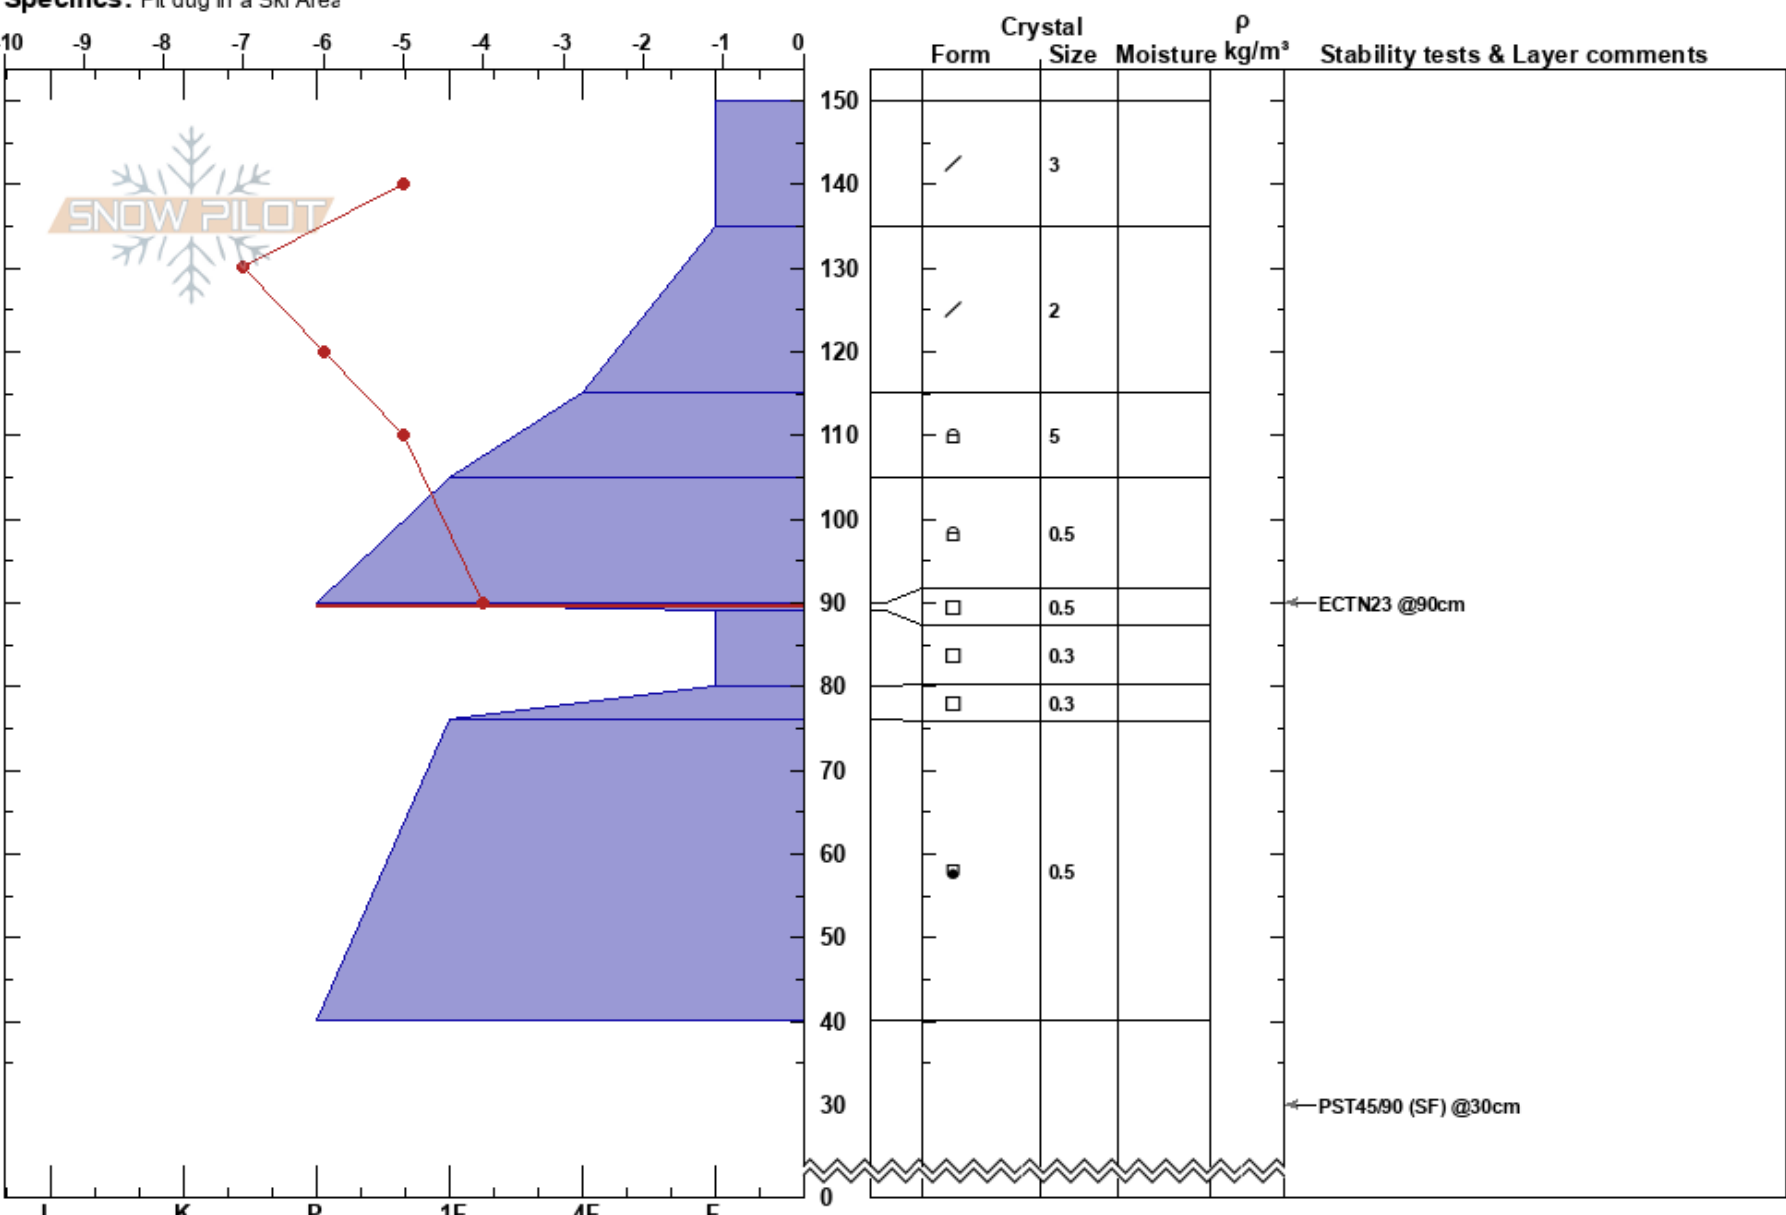 Specifics: Pit dug in a Ski Area
-10 -9 -8 -7 -6 -5 -4 -3 -2 -1 0
Crystal
ρ
Form Size Moisture kg/m³ Stability tests & Layer comments
SNOW PILOT
150
140
130
120
110
100
90
80
70
60
50
40
30
0
3
2
5
0.5
0.5
0.3
0.3
0.5
ECTN23 @90cm
PST45/90 (SF) @30cm
I K P 1F 4F F